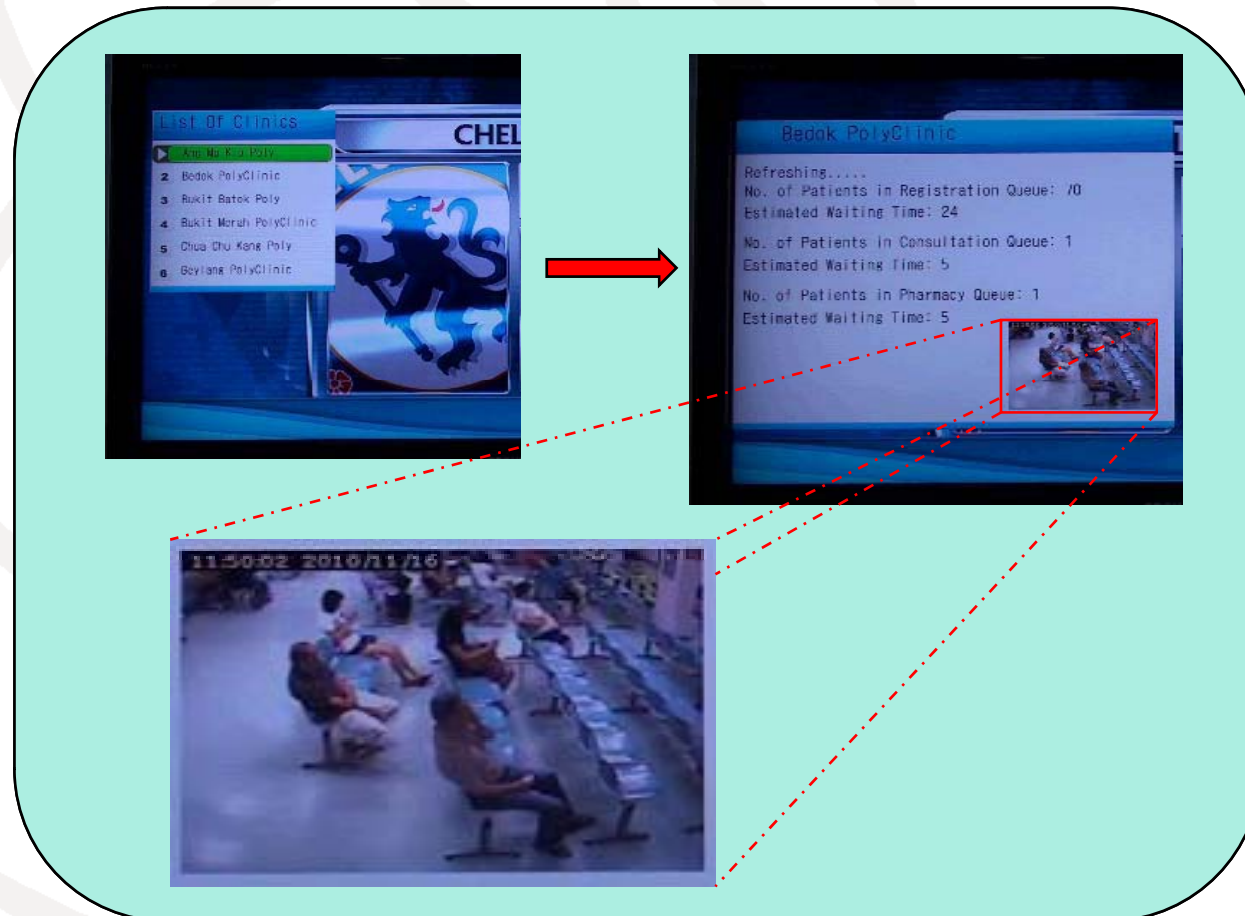 List Of Clinics
Ang Mo Kio Poly
2 Bedok PolyClinic
3 Bukit Batok Poly
4 Bukit Merah PolyClinic
5 Chua Chu Kang Poly
6 Geylang PolyClinic
CHEL
Bedok PolyClinic
Refreshing.....
No. of Patients in Registration Queue: 70
Estimated Waiting Time: 24
No. of Patients in Consultation Queue: 1
Estimated Waiting Time: 5
No. of Patients in Pharmacy Queue: 1
Estimated Waiting Time: 5
11:50:02 2010/11/16